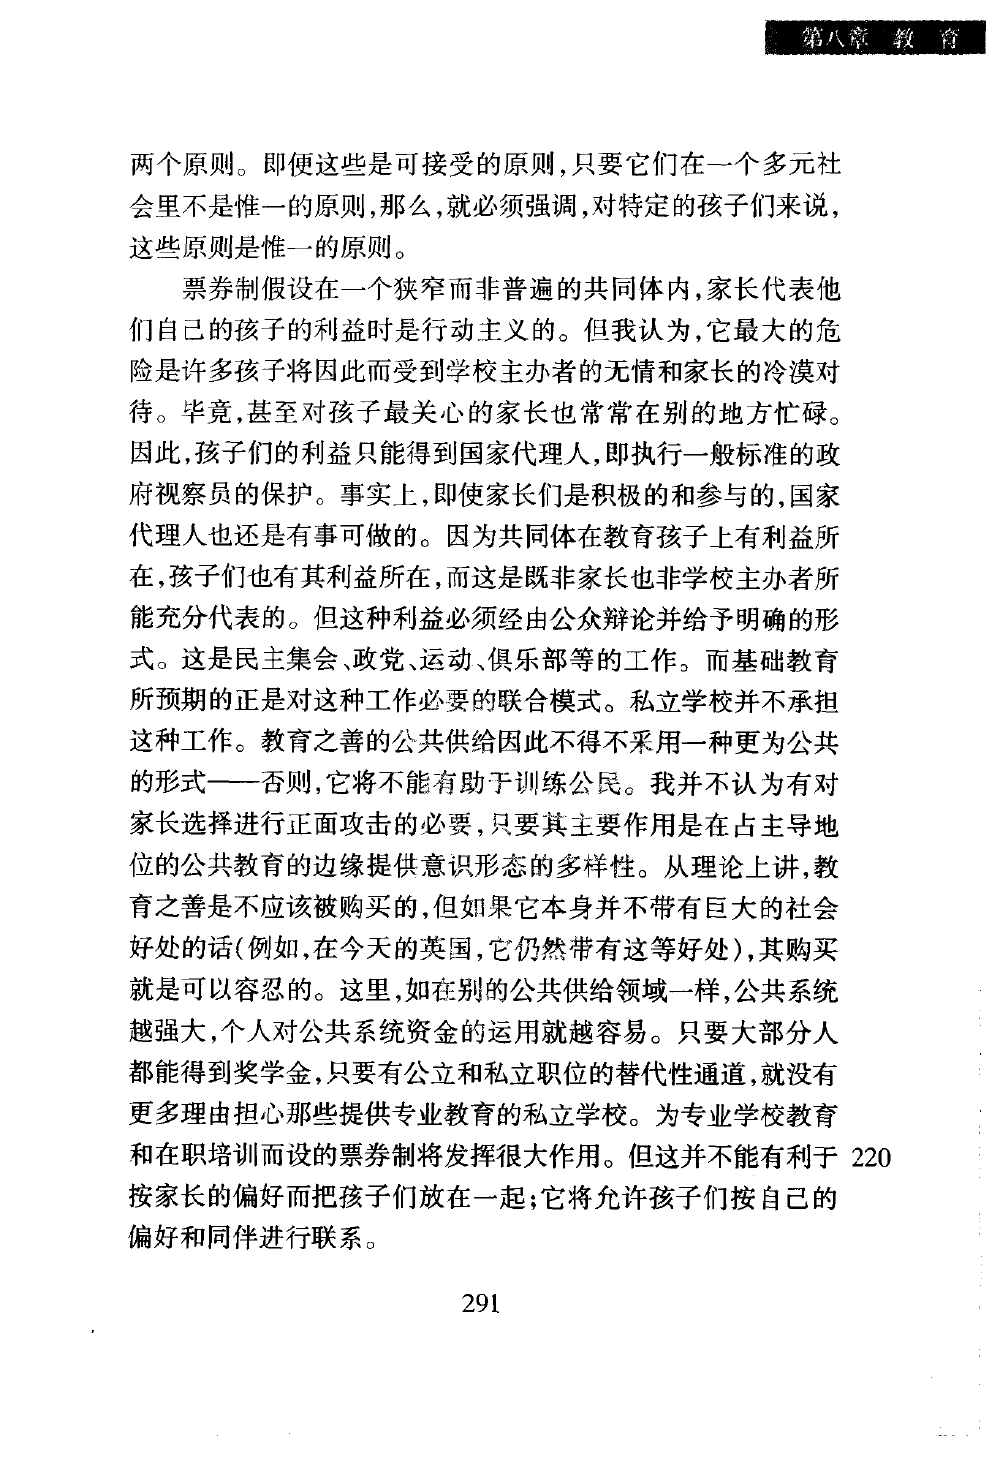 第八章 教 育
两个原则。即便这些是可接受的原则,只要它们在一个多元社
会里不是惟一的原则,那么,就必须强调,对特定的孩子们来说,
这些原则是惟一的原则。
票券制假设在一个狭窄而非普遍的共同体内,家长代表他
们自己的孩子的利益时是行动主义的。但我认为,它最大的危
险是许多孩子将因此而受到学校主办者的无情和家长的冷漠对
待。毕竟,甚至对孩子最关心的家长也常常在别的地方忙碌。
因此,孩子们的利益只能得到国家代理人,即执行一般标准的政
府视察员的保护。事实上,即使家长们是积极的和参与的,国家
代理人也还是有事可做的。因为共同体在教育孩子上有利益所
在,孩子们也有其利益所在,而这是既非家长也非学校主办者所
能充分代表的。但这种利益必须经由公众辩论并给予明确的形
式。这是民主集会、政党、运动、俱乐部等的工作。而基础教育
所预期的正是对这种工作必要的联合模式。私立学校并不承担
这种工作。教育之善的公共供给因此不得不采用一种更为公共
的形式——否则,它将不能有助于训练公民。我并不认为有对
家长选择进行正面攻击的必要,只要其主要作用是在占主导地
位的公共教育的边缘提供意识形态的多样性。从理论上讲,教
育之善是不应该被购买的,但如果它本身并不带有巨大的社会
好处的话(例如,在今天的英国,它仍然带有这等好处),其购买
就是可以容忍的。这里,如在别的公共供给领域一样,公共系统
越强大,个人对公共系统资金的运用就越容易。只要大部分人
都能得到奖学金,只要有公立和私立职位的替代性通道,就没有
更多理由担心那些提供专业教育的私立学校。为专业学校教育
和在职培训而设的票券制将发挥很大作用。但这并不能有利于 220
按家长的偏好而把孩子们放在一起;它将允许孩子们按自己的
偏好和同伴进行联系。
291